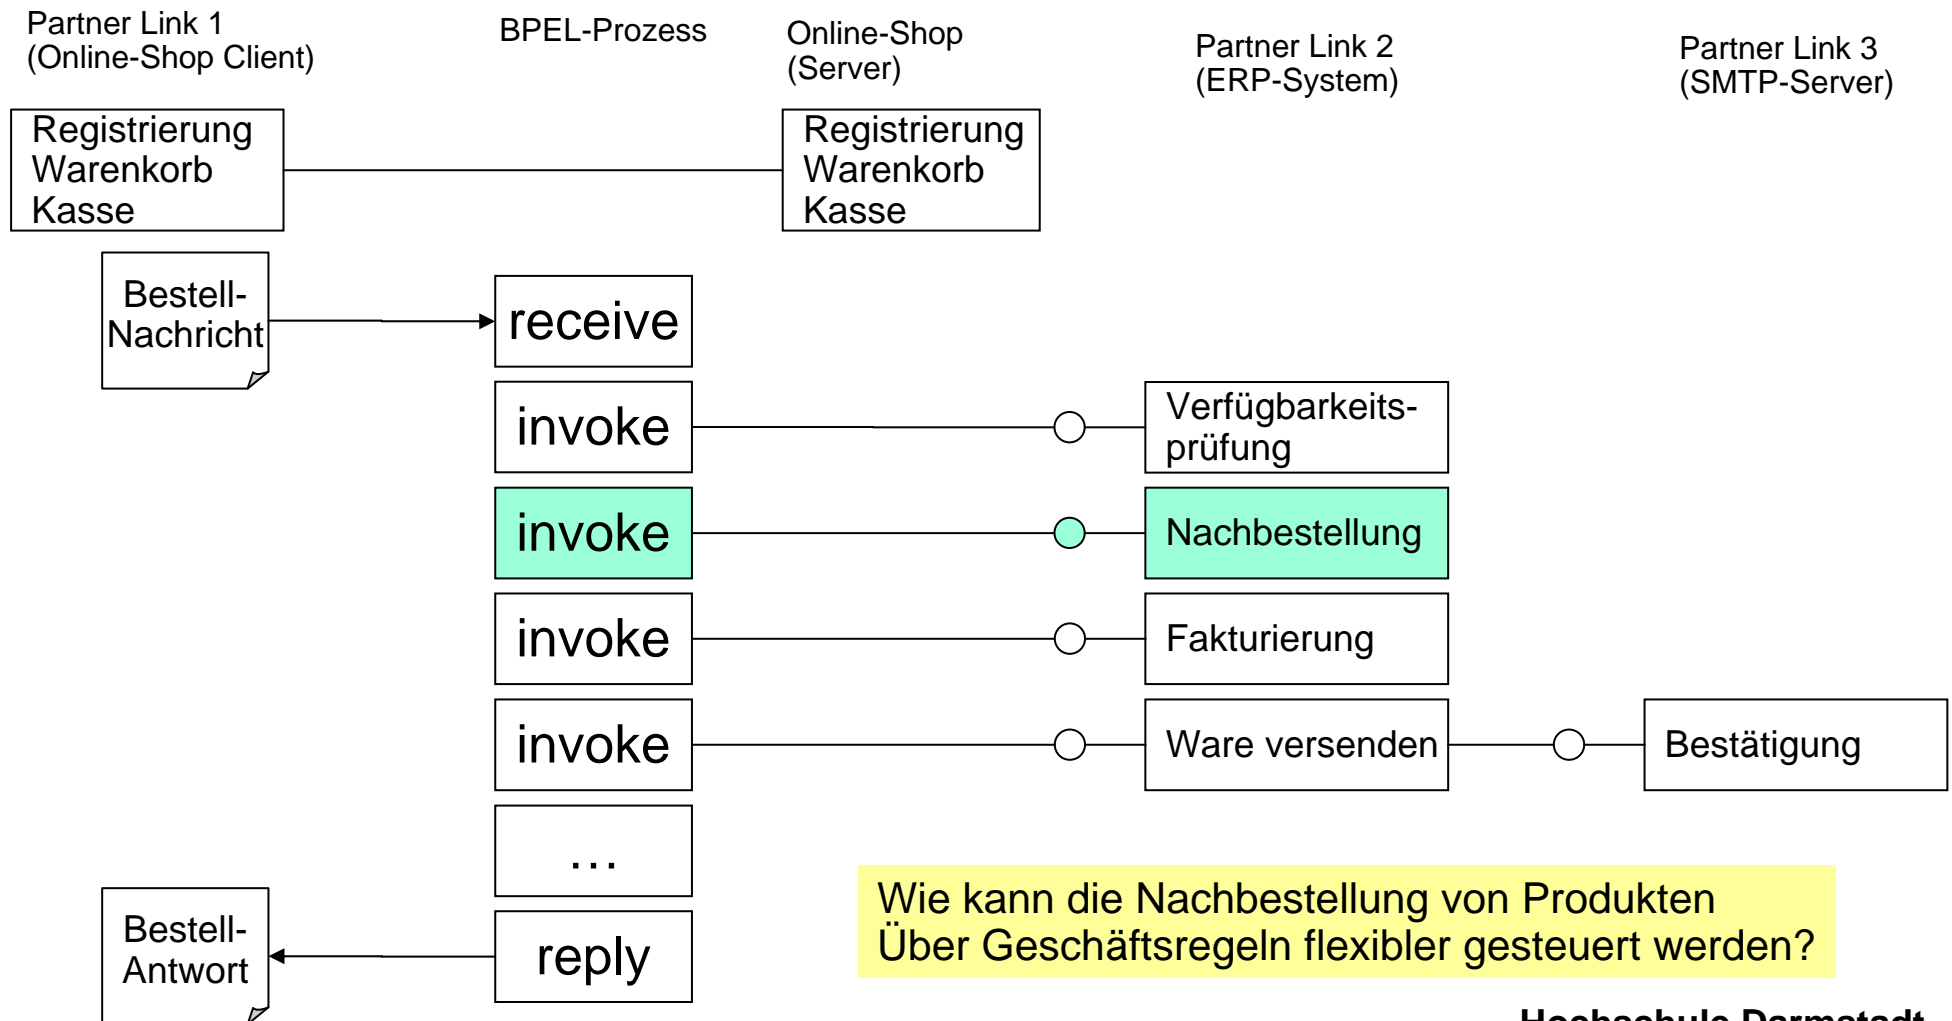 Partner Link 1
(Online-Shop Client)
BPEL-Prozess
Online-Shop
(Server)
Partner Link 2
(ERP-System)
Partner Link 3
(SMTP-Server)
Registrierung
Warenkorb
Kasse
Registrierung
Warenkorb
Kasse
Bestell-
Nachricht
receive
invoke
Verfügbarkeits-
prüfung
invoke
Nachbestellung
invoke
Fakturierung
invoke
Ware versenden
Bestätigung
...
Bestell-
Antwort
reply
Wie kann die Nachbestellung von Produkten
Über Geschäftsregeln flexibler gesteuert werden?
Hochschule Darmstadt